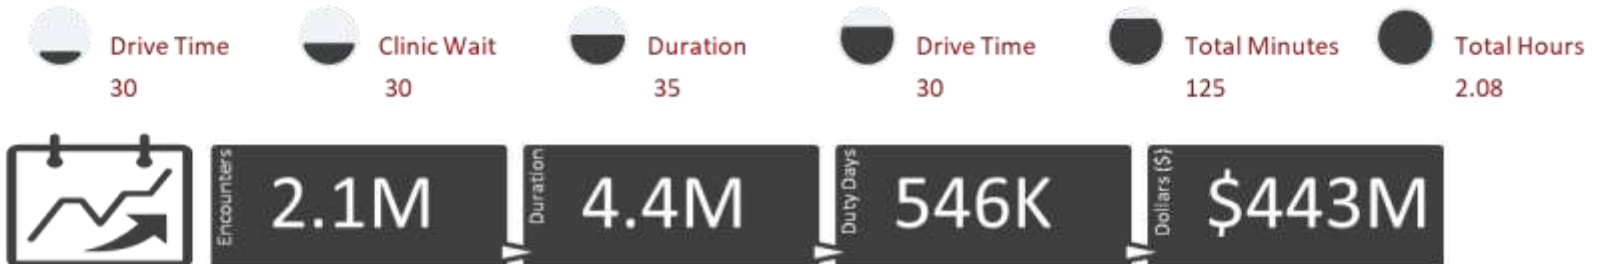 Drive Time
30
Clinic Wait
30
Duration
35
Drive Time
30
Total Minutes
125
Total Hours
2.08
Encounters
2.1M
Duration
4.4M
Duty Days
546K
Dollars ($)
$443M